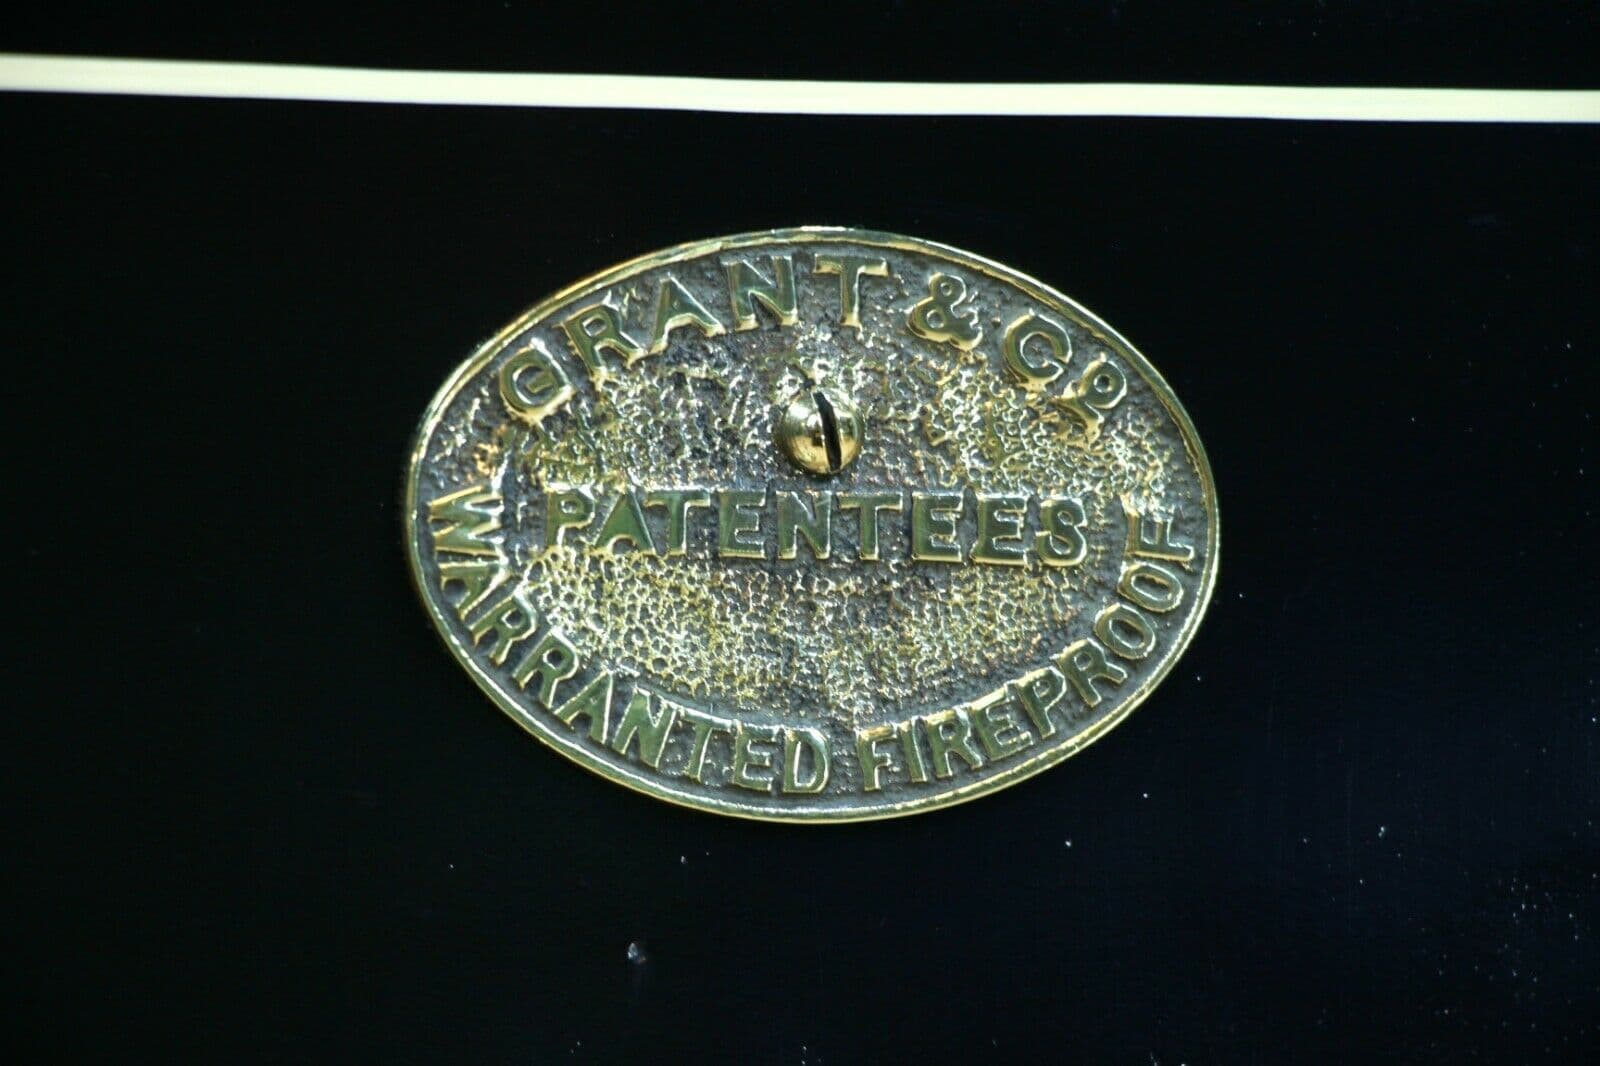 GRANT & Co
PATENTEES
WARRANTED FIREPROOF